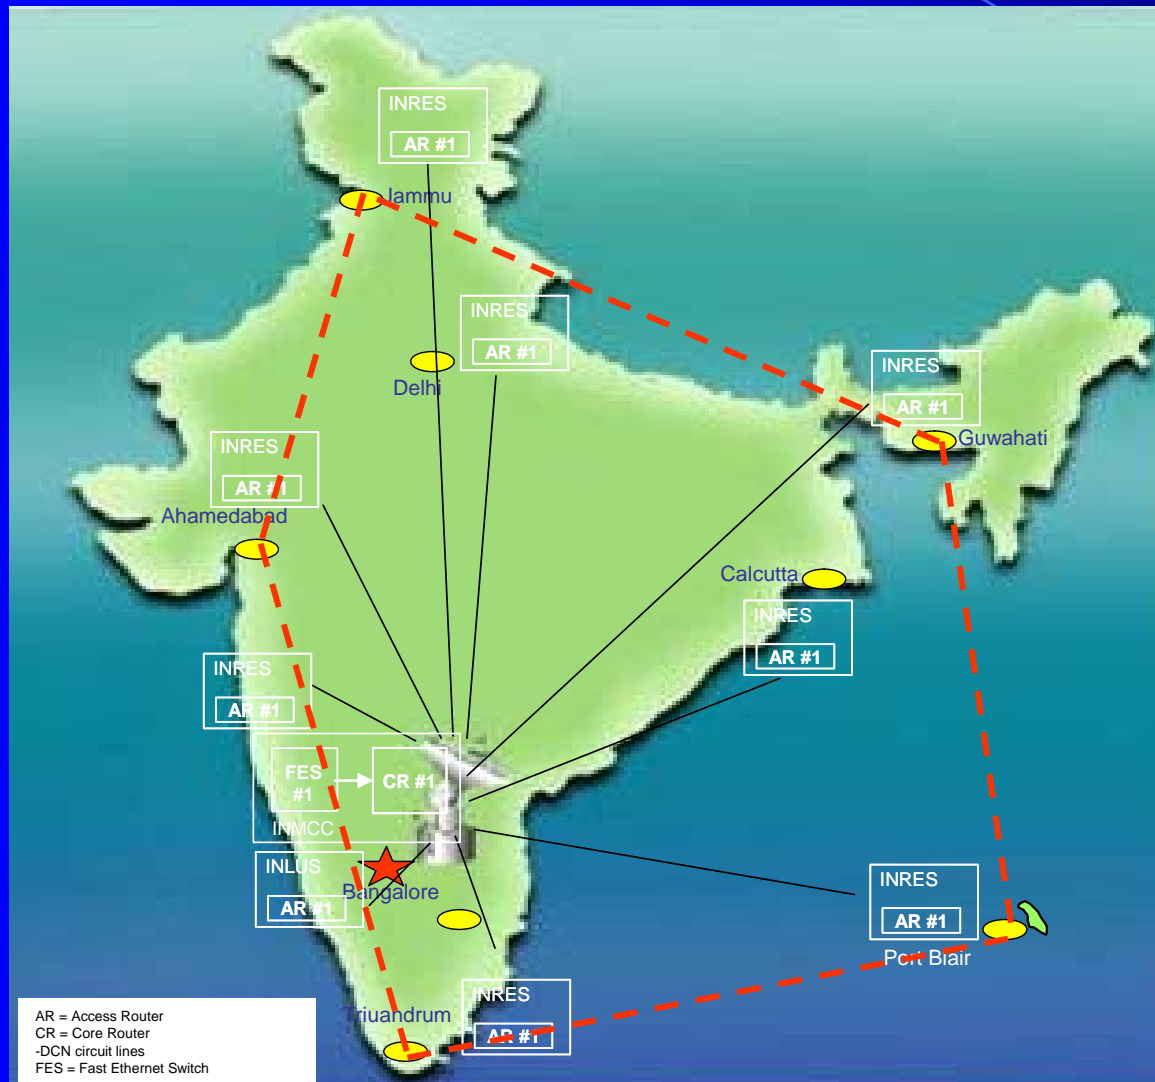 INRES
AR #1
Jammu
INRES
AR #1
Delhi
INRES
AR #1
Guwahati
INRES
AR #1
Ahamedabad
Calcutta
INRES
AR #1
INRES
AR #1
FES
#1
CR #1
INMCC
INLUS
AR #1
Bangalore
INRES
AR #1
Port Blair
INRES
AR #1
Triuandrum
AR = Access Router
CR = Core Router
-DCN circuit lines
FES = Fast Ethernet Switch